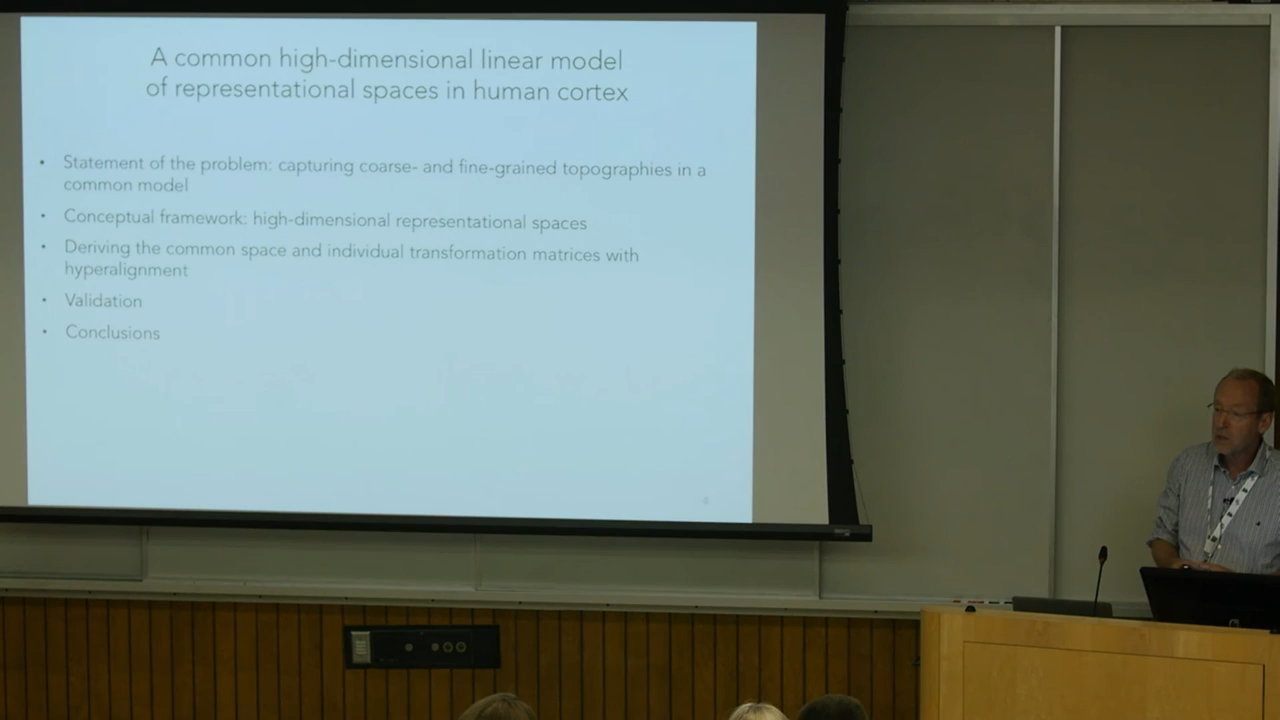 A common high-dimensional linear model
of representational spaces in human cortex
• Statement of the problem: capturing coarse- and fine-grained topographies in a
common model
• Conceptual framework: high-dimensional representational spaces
• Deriving the common space and individual transformation matrices with
hyperalignment
• Validation
• Conclusions